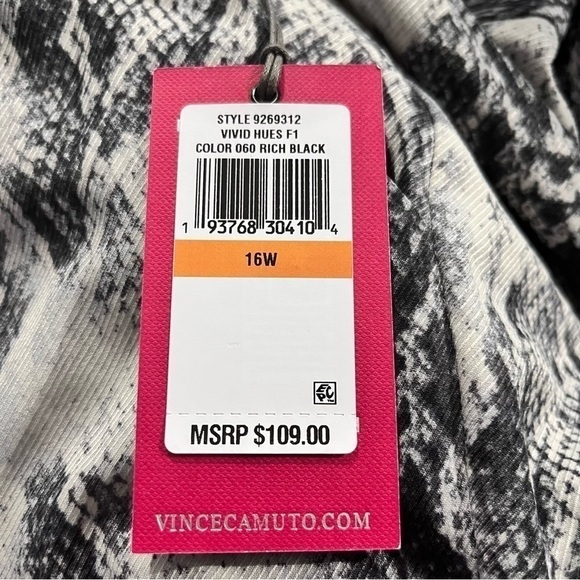 STYLE 9269312
VIVID HUES F1
COLOR 060 RICH BLACK
1 93768 30410 4
16W
MSRP $109.00
VINCECAMUTO.COM